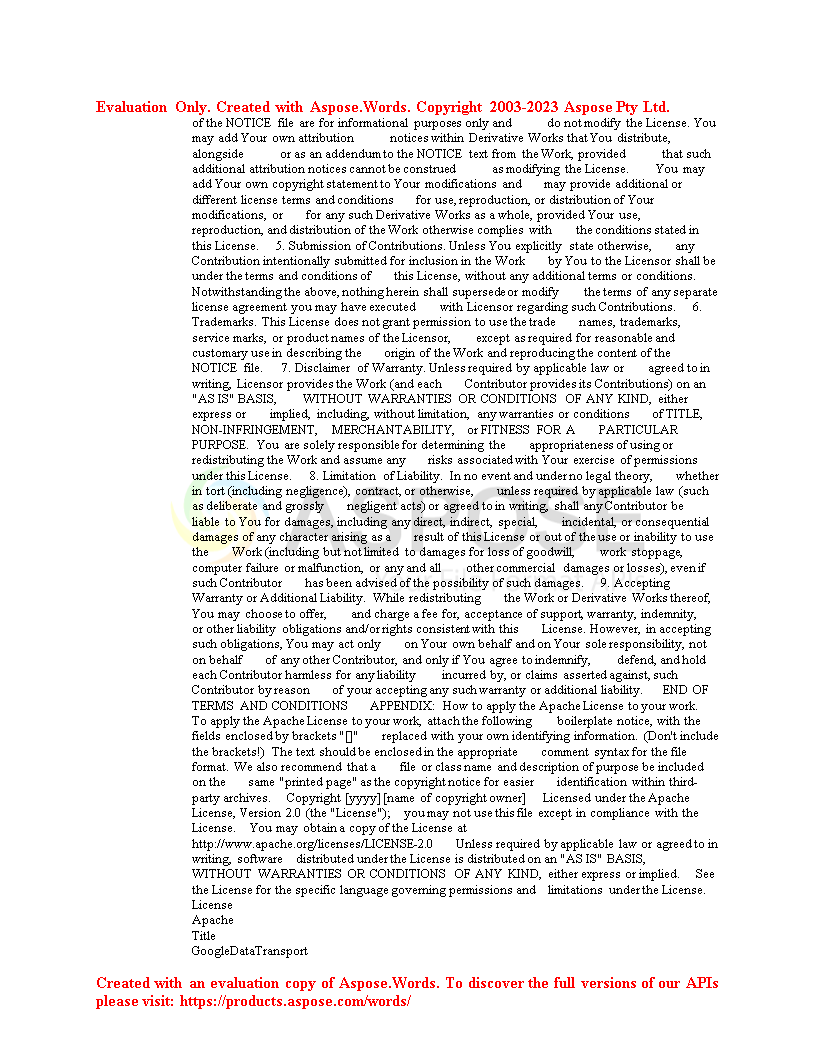 Evaluation Only. Created with Aspose.Words. Copyright 2003-2023 Aspose Pty Ltd.
of the NOTICE file are for informational purposes only and do not modify the License. You
may add Your own attribution notices within Derivative Works that You distribute,
alongside or as an addendum to the NOTICE text from the Work, provided that such
additional attribution notices cannot be construed as modifying the License. You may
add Your own copyright statement to Your modifications and may provide additional or
different license terms and conditions for use, reproduction, or distribution of Your
modifications, or for any such Derivative Works as a whole, provided Your use,
reproduction, and distribution of the Work otherwise complies with the conditions stated in
this License. 5. Submission of Contributions. Unless You explicitly state otherwise, any
Contribution intentionally submitted for inclusion in the Work by You to the Licensor shall be
under the terms and conditions of this License, without any additional terms or conditions.
Notwithstanding the above, nothing herein shall supersede or modify the terms of any separate
license agreement you may have executed with Licensor regarding such Contributions. 6.
Trademarks. This License does not grant permission to use the trade names, trademarks,
service marks, or product names of the Licensor, except as required for reasonable and
customary use in describing the origin of the Work and reproducing the content of the
NOTICE file. 7. Disclaimer of Warranty. Unless required by applicable law or agreed to in
writing, Licensor provides the Work (and each Contributor provides its Contributions) on an
"AS IS" BASIS, WITHOUT WARRANTIES OR CONDITIONS OF ANY KIND, either
express or implied, including, without limitation, any warranties or conditions of TITLE,
NON-INFRINGEMENT, MERCHANTABILITY, or FITNESS FOR A PARTICULAR
PURPOSE. You are solely responsible for determining the appropriateness of using or
redistributing the Work and assume any risks associated with Your exercise of permissions
under this License. 8. Limitation of Liability. In no event and under no legal theory, whether
in tort (including negligence), contract, or otherwise, unless required by applicable law (such
as deliberate and grossly negligent acts) or agreed to in writing, shall any Contributor be
liable to You for damages, including any direct, indirect, special, incidental, or consequential
damages of any character arising as a result of this License or out of the use or inability to use
the Work (including but not limited to damages for loss of goodwill, work stoppage,
computer failure or malfunction, or any and all other commercial damages or losses), even if
such Contributor has been advised of the possibility of such damages. 9. Accepting
Warranty or Additional Liability. While redistributing the Work or Derivative Works thereof,
You may choose to offer, and charge a fee for, acceptance of support, warranty, indemnity,
or other liability obligations and/or rights consistent with this License. However, in accepting
such obligations, You may act only on Your own behalf and on Your sole responsibility, not
on behalf of any other Contributor, and only if You agree to indemnify, defend, and hold
each Contributor harmless for any liability incurred by, or claims asserted against, such
Contributor by reason of your accepting any such warranty or additional liability. END OF
TERMS AND CONDITIONS APPENDIX: How to apply the Apache License to your work.
To apply the Apache License to your work, attach the following boilerplate notice, with the
fields enclosed by brackets "[]" replaced with your own identifying information. (Don't include
the brackets!) The text should be enclosed in the appropriate comment syntax for the file
format. We also recommend that a file or class name and description of purpose be included
on the same "printed page" as the copyright notice for easier identification within third-
party archives. Copyright [yyyy] [name of copyright owner] Licensed under the Apache
License, Version 2.0 (the "License"); you may not use this file except in compliance with the
License. You may obtain a copy of the License at
http://www.apache.org/licenses/LICENSE-2.0 Unless required by applicable law or agreed to in
writing, software distributed under the License is distributed on an "AS IS" BASIS,
WITHOUT WARRANTIES OR CONDITIONS OF ANY KIND, either express or implied. See
the License for the specific language governing permissions and limitations under the License.
License
Apache
Title
GoogleDataTransport
Created with an evaluation copy of Aspose.Words. To discover the full versions of our APIs
please visit: https://products.aspose.com/words/